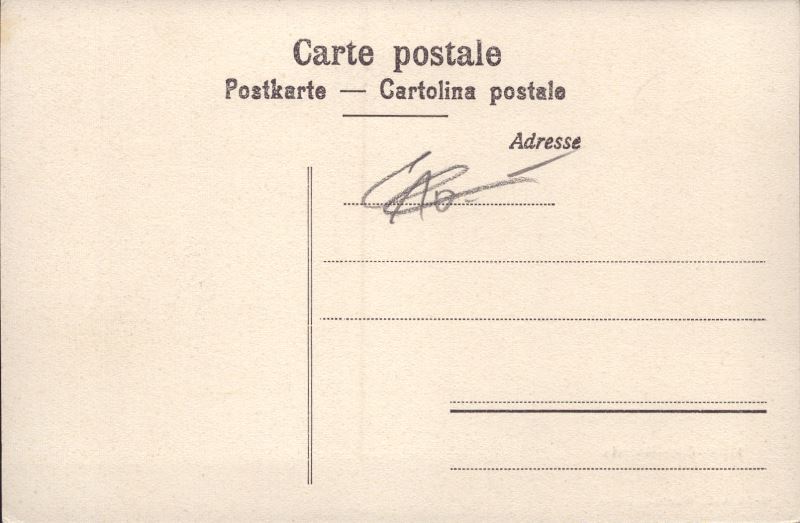 Carte postale
Postkarte — Cartolina postale
Adresse